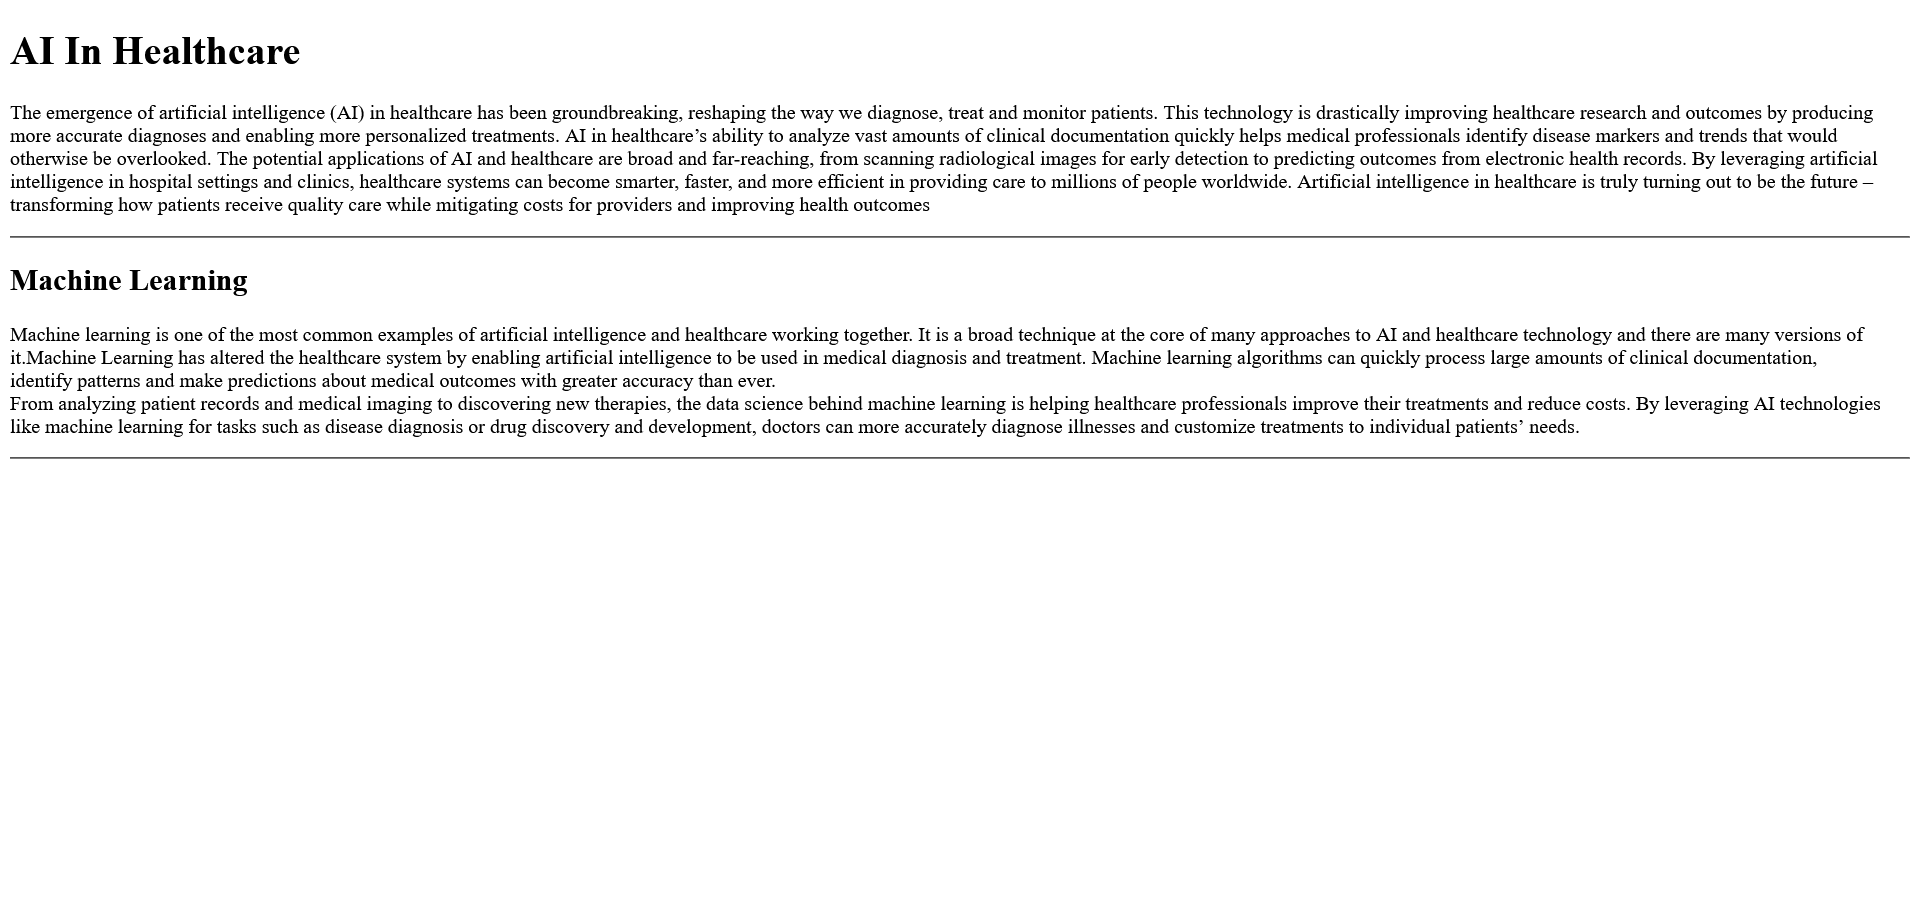 AI In Healthcare
The emergence of artificial intelligence (AI) in healthcare has been groundbreaking, reshaping the way we diagnose, treat and monitor patients. This technology is drastically improving healthcare research and outcomes by producing
more accurate diagnoses and enabling more personalized treatments. AI in healthcare’s ability to analyze vast amounts of clinical documentation quickly helps medical professionals identify disease markers and trends that would
otherwise be overlooked. The potential applications of AI and healthcare are broad and far-reaching, from scanning radiological images for early detection to predicting outcomes from electronic health records. By leveraging artificial
intelligence in hospital settings and clinics, healthcare systems can become smarter, faster, and more efficient in providing care to millions of people worldwide. Artificial intelligence in healthcare is truly turning out to be the future –
transforming how patients receive quality care while mitigating costs for providers and improving health outcomes
Machine Learning
Machine learning is one of the most common examples of artificial intelligence and healthcare working together. It is a broad technique at the core of many approaches to AI and healthcare technology and there are many versions of
it.Machine Learning has altered the healthcare system by enabling artificial intelligence to be used in medical diagnosis and treatment. Machine learning algorithms can quickly process large amounts of clinical documentation,
identify patterns and make predictions about medical outcomes with greater accuracy than ever.
From analyzing patient records and medical imaging to discovering new therapies, the data science behind machine learning is helping healthcare professionals improve their treatments and reduce costs. By leveraging AI technologies
like machine learning for tasks such as disease diagnosis or drug discovery and development, doctors can more accurately diagnose illnesses and customize treatments to individual patients’ needs.